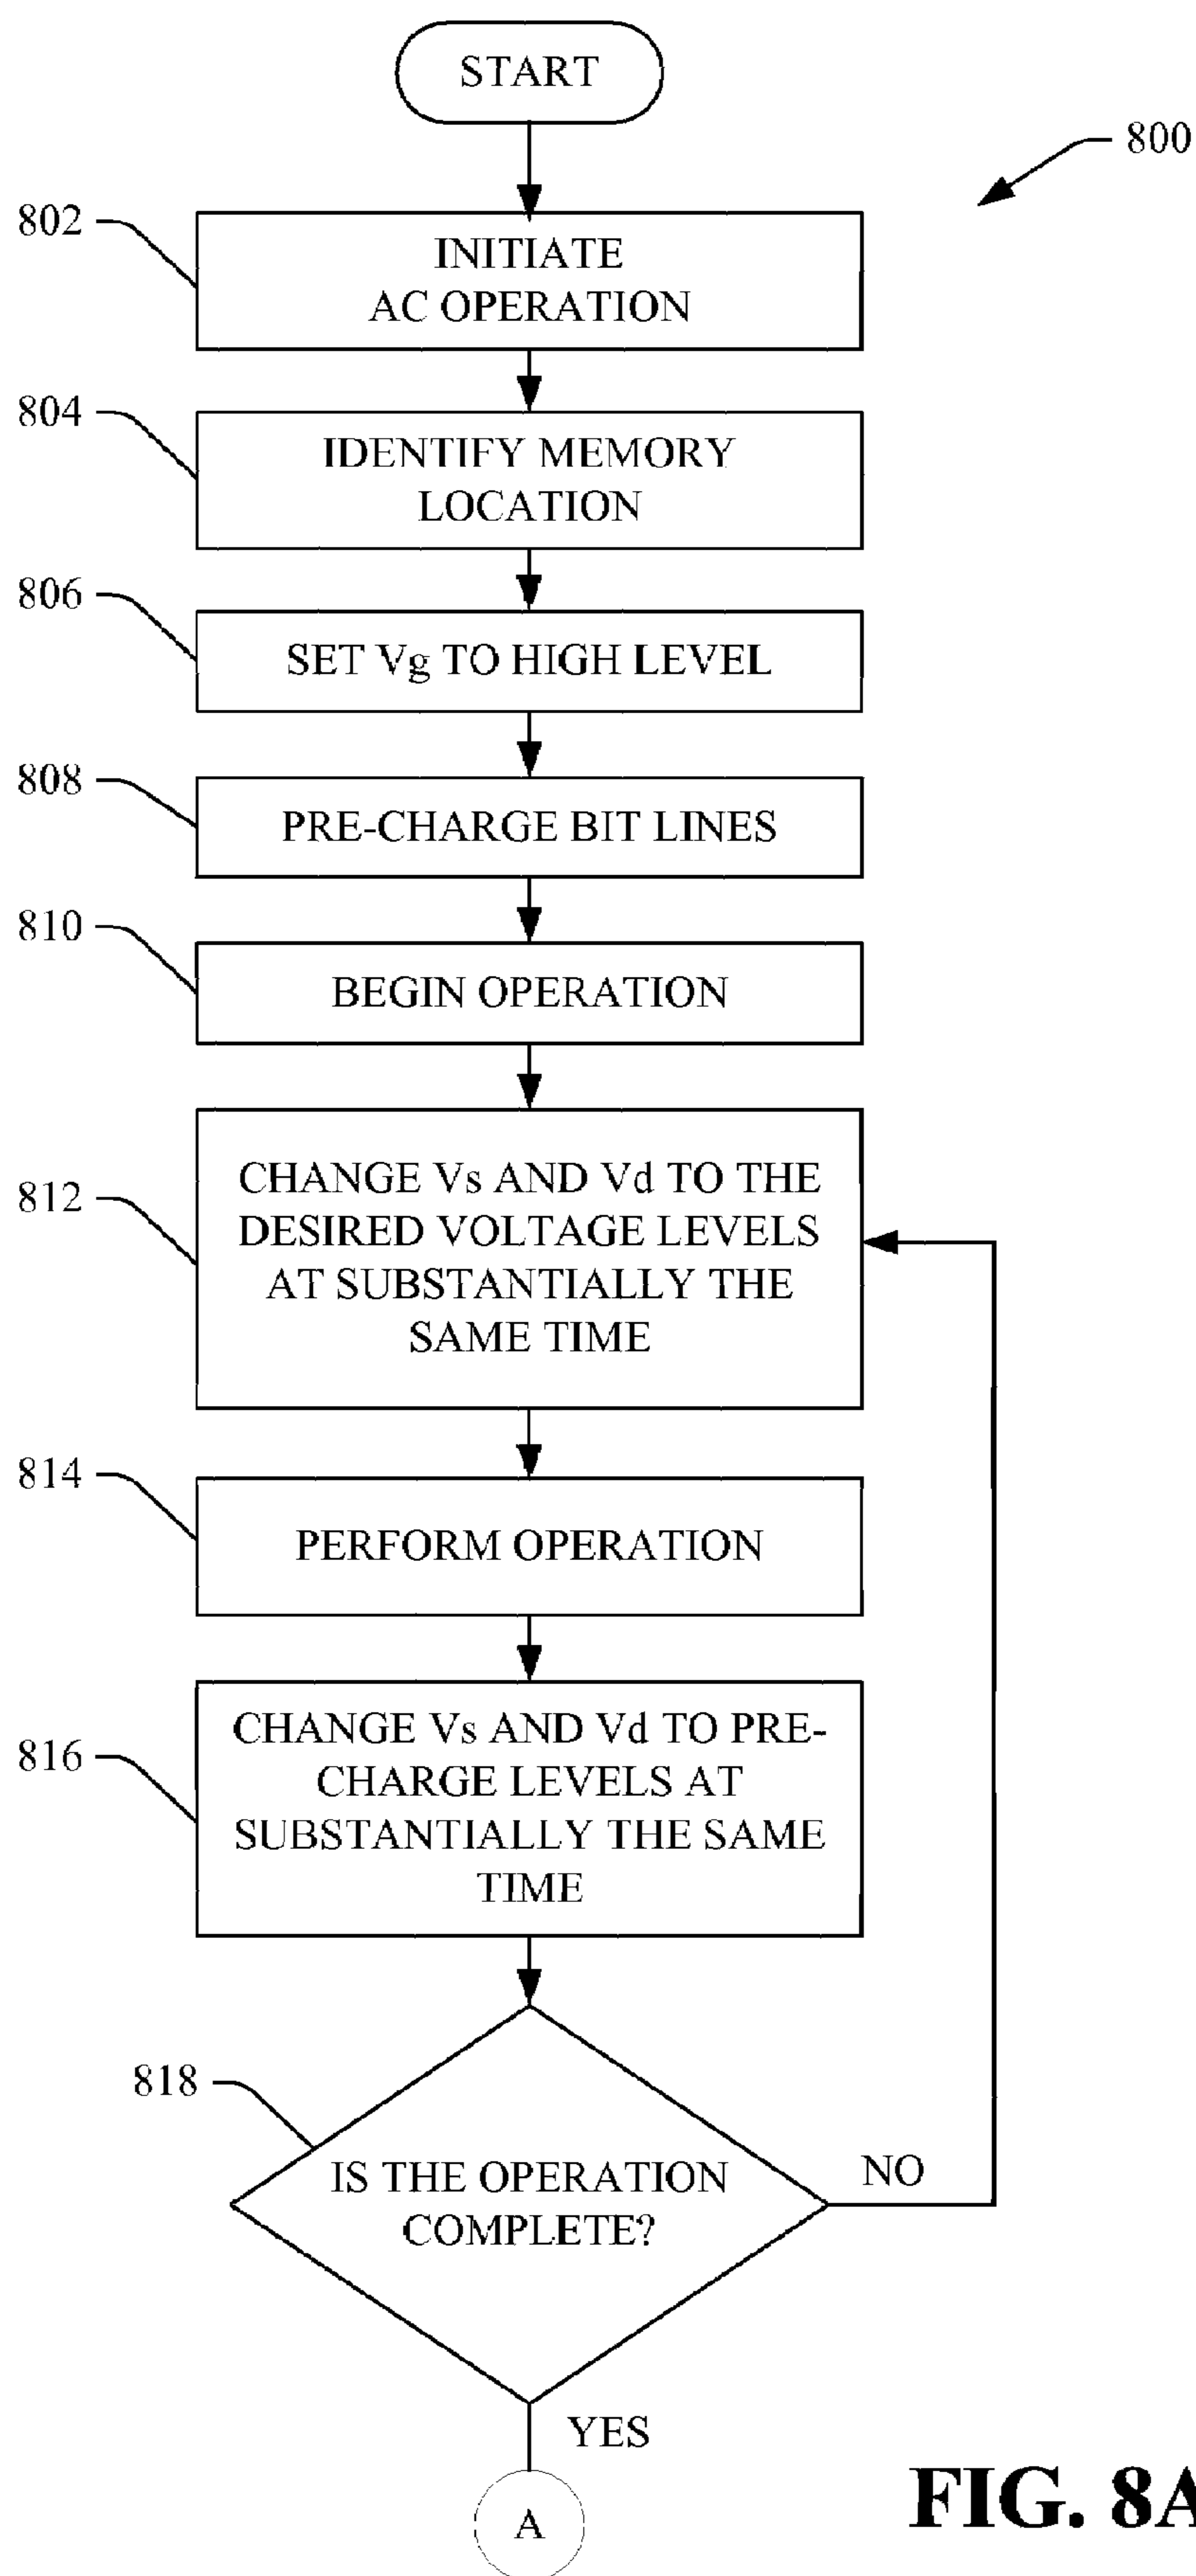 START
800
802
INITIATE
AC OPERATION
804
IDENTIFY MEMORY
LOCATION
806
SET Vg TO HIGH LEVEL
808
PRE-CHARGE BIT LINES
810
BEGIN OPERATION
812
CHANGE Vs AND Vd TO THE
DESIRED VOLTAGE LEVELS
AT SUBSTANTIALLY THE
SAME TIME
814
PERFORM OPERATION
816
CHANGE Vs AND Vd TO PRE-
CHARGE LEVELS AT
SUBSTANTIALLY THE SAME
TIME
818
IS THE OPERATION
COMPLETE?
NO
YES
A
FIG. 8A